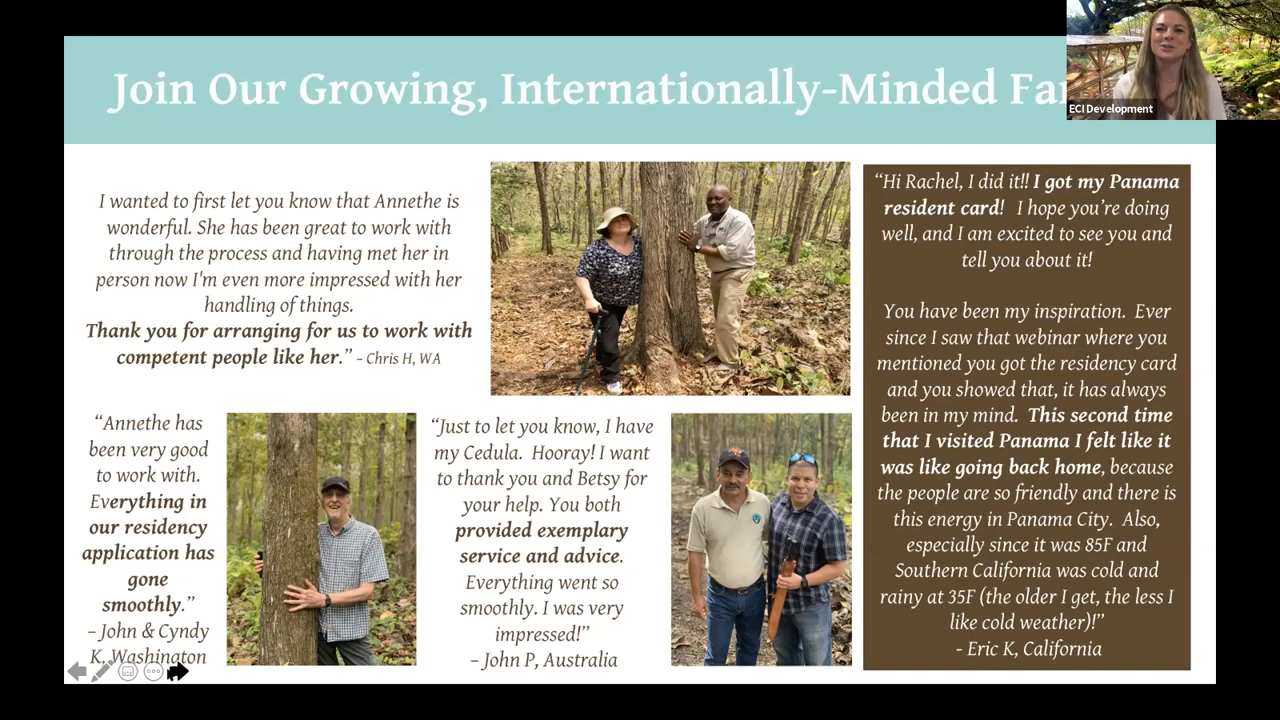 Join Our Growing, Internationally-Minded
ECI Development
I wanted to first let you know that Annethe is
wonderful. She has been great to work with
through the process and having met her in
person now I'm even more impressed with her
handling of things.
Thank you for arranging for us to work with
competent people like her.” – Chris H, WA
“Annethe has
been very good
to work with.
Everything in
our residency
application has
gone
smoothly.”
– John & Cyndy
K, Washington
“Just to let you know, I have
my Cedula. Hooray! I want
to thank you and Betsy for
your help. You both
provided exemplary
service and advice.
Everything went so
smoothly. I was very
impressed!”
– John P, Australia
“Hi Rachel, I did it!! I got my Panama
resident card! I hope you’re doing
well, and I am excited to see you and
tell you about it!
You have been my inspiration. Ever
since I saw that webinar where you
mentioned you got the residency card
and you showed that, it has always
been in my mind. This second time
that I visited Panama I felt like it
was like going back home, because
the people are so friendly and there is
this energy in Panama City. Also,
especially since it was 85F and
Southern California was cold and
rainy at 35F (the older I get, the less I
like cold weather)!”
- Eric K, California